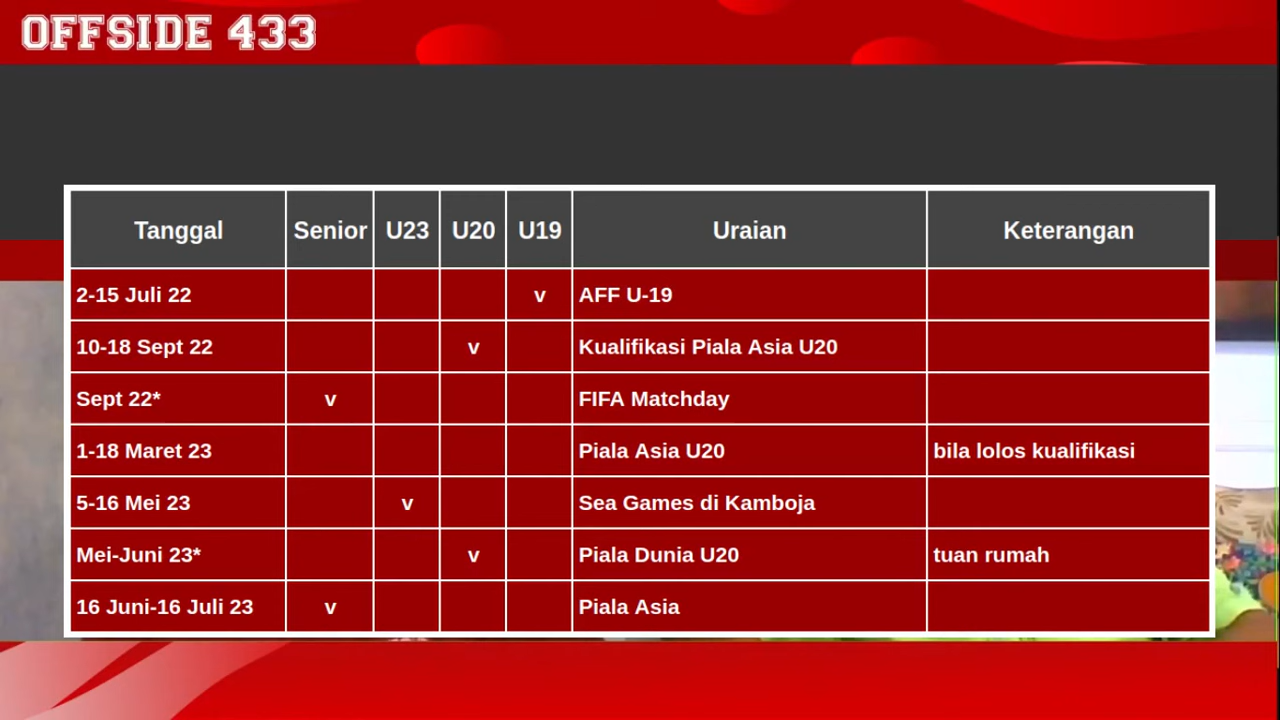 OFFSIDE 433
Tanggal Senior U23 U20 U19 Uraian Keterangan
2-15 Juli 22 v AFF U-19
10-18 Sept 22 v Kualifikasi Piala Asia U20
Sept 22* v FIFA Matchday
1-18 Maret 23 Piala Asia U20 bila lolos kualifikasi
5-16 Mei 23 v Sea Games di Kamboja
Mei-Juni 23* v Piala Dunia U20 tuan rumah
16 Juni-16 Juli 23 v Piala Asia